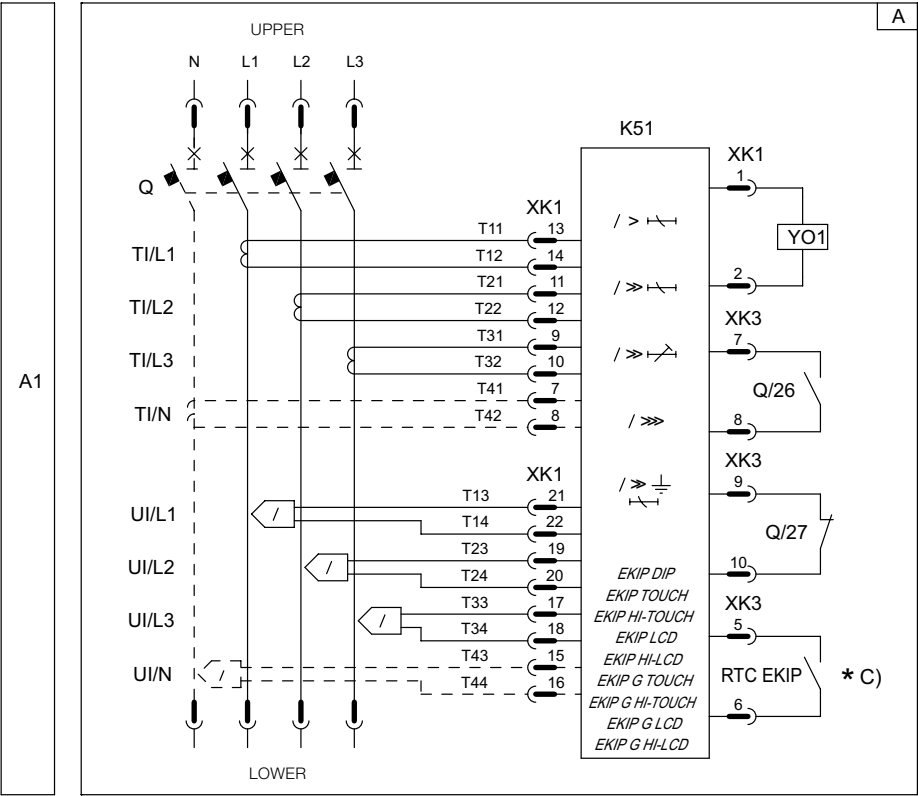 A
A1
UPPER
N L1 L2 L3
Q
K51
XK1
1
YO1
2
XK1
T11 13
TI/L1
T12 14
T21 11
TI/L2
T22 12
T31 9
TI/L3
T32 10
T41 7
TI/N
T42 8
XK3
7
Q/26
8
XK3
9
Q/27
10
XK1
T13 21
UI/L1
T14 22
T23 19
UI/L2
T24 20
T33 17
UI/L3
T34 18
T43 15
UI/N
T44 16
/ >
/ >>
/ >>
/ >>>
/ >>
/
/
/
/
EKIP DIP
EKIP TOUCH
EKIP HI-TOUCH
EKIP LCD
EKIP HI-LCD
EKIP G TOUCH
EKIP G HI-TOUCH
EKIP G LCD
EKIP G HI-LCD
XK3
5
RTC EKIP * C)
6
LOWER